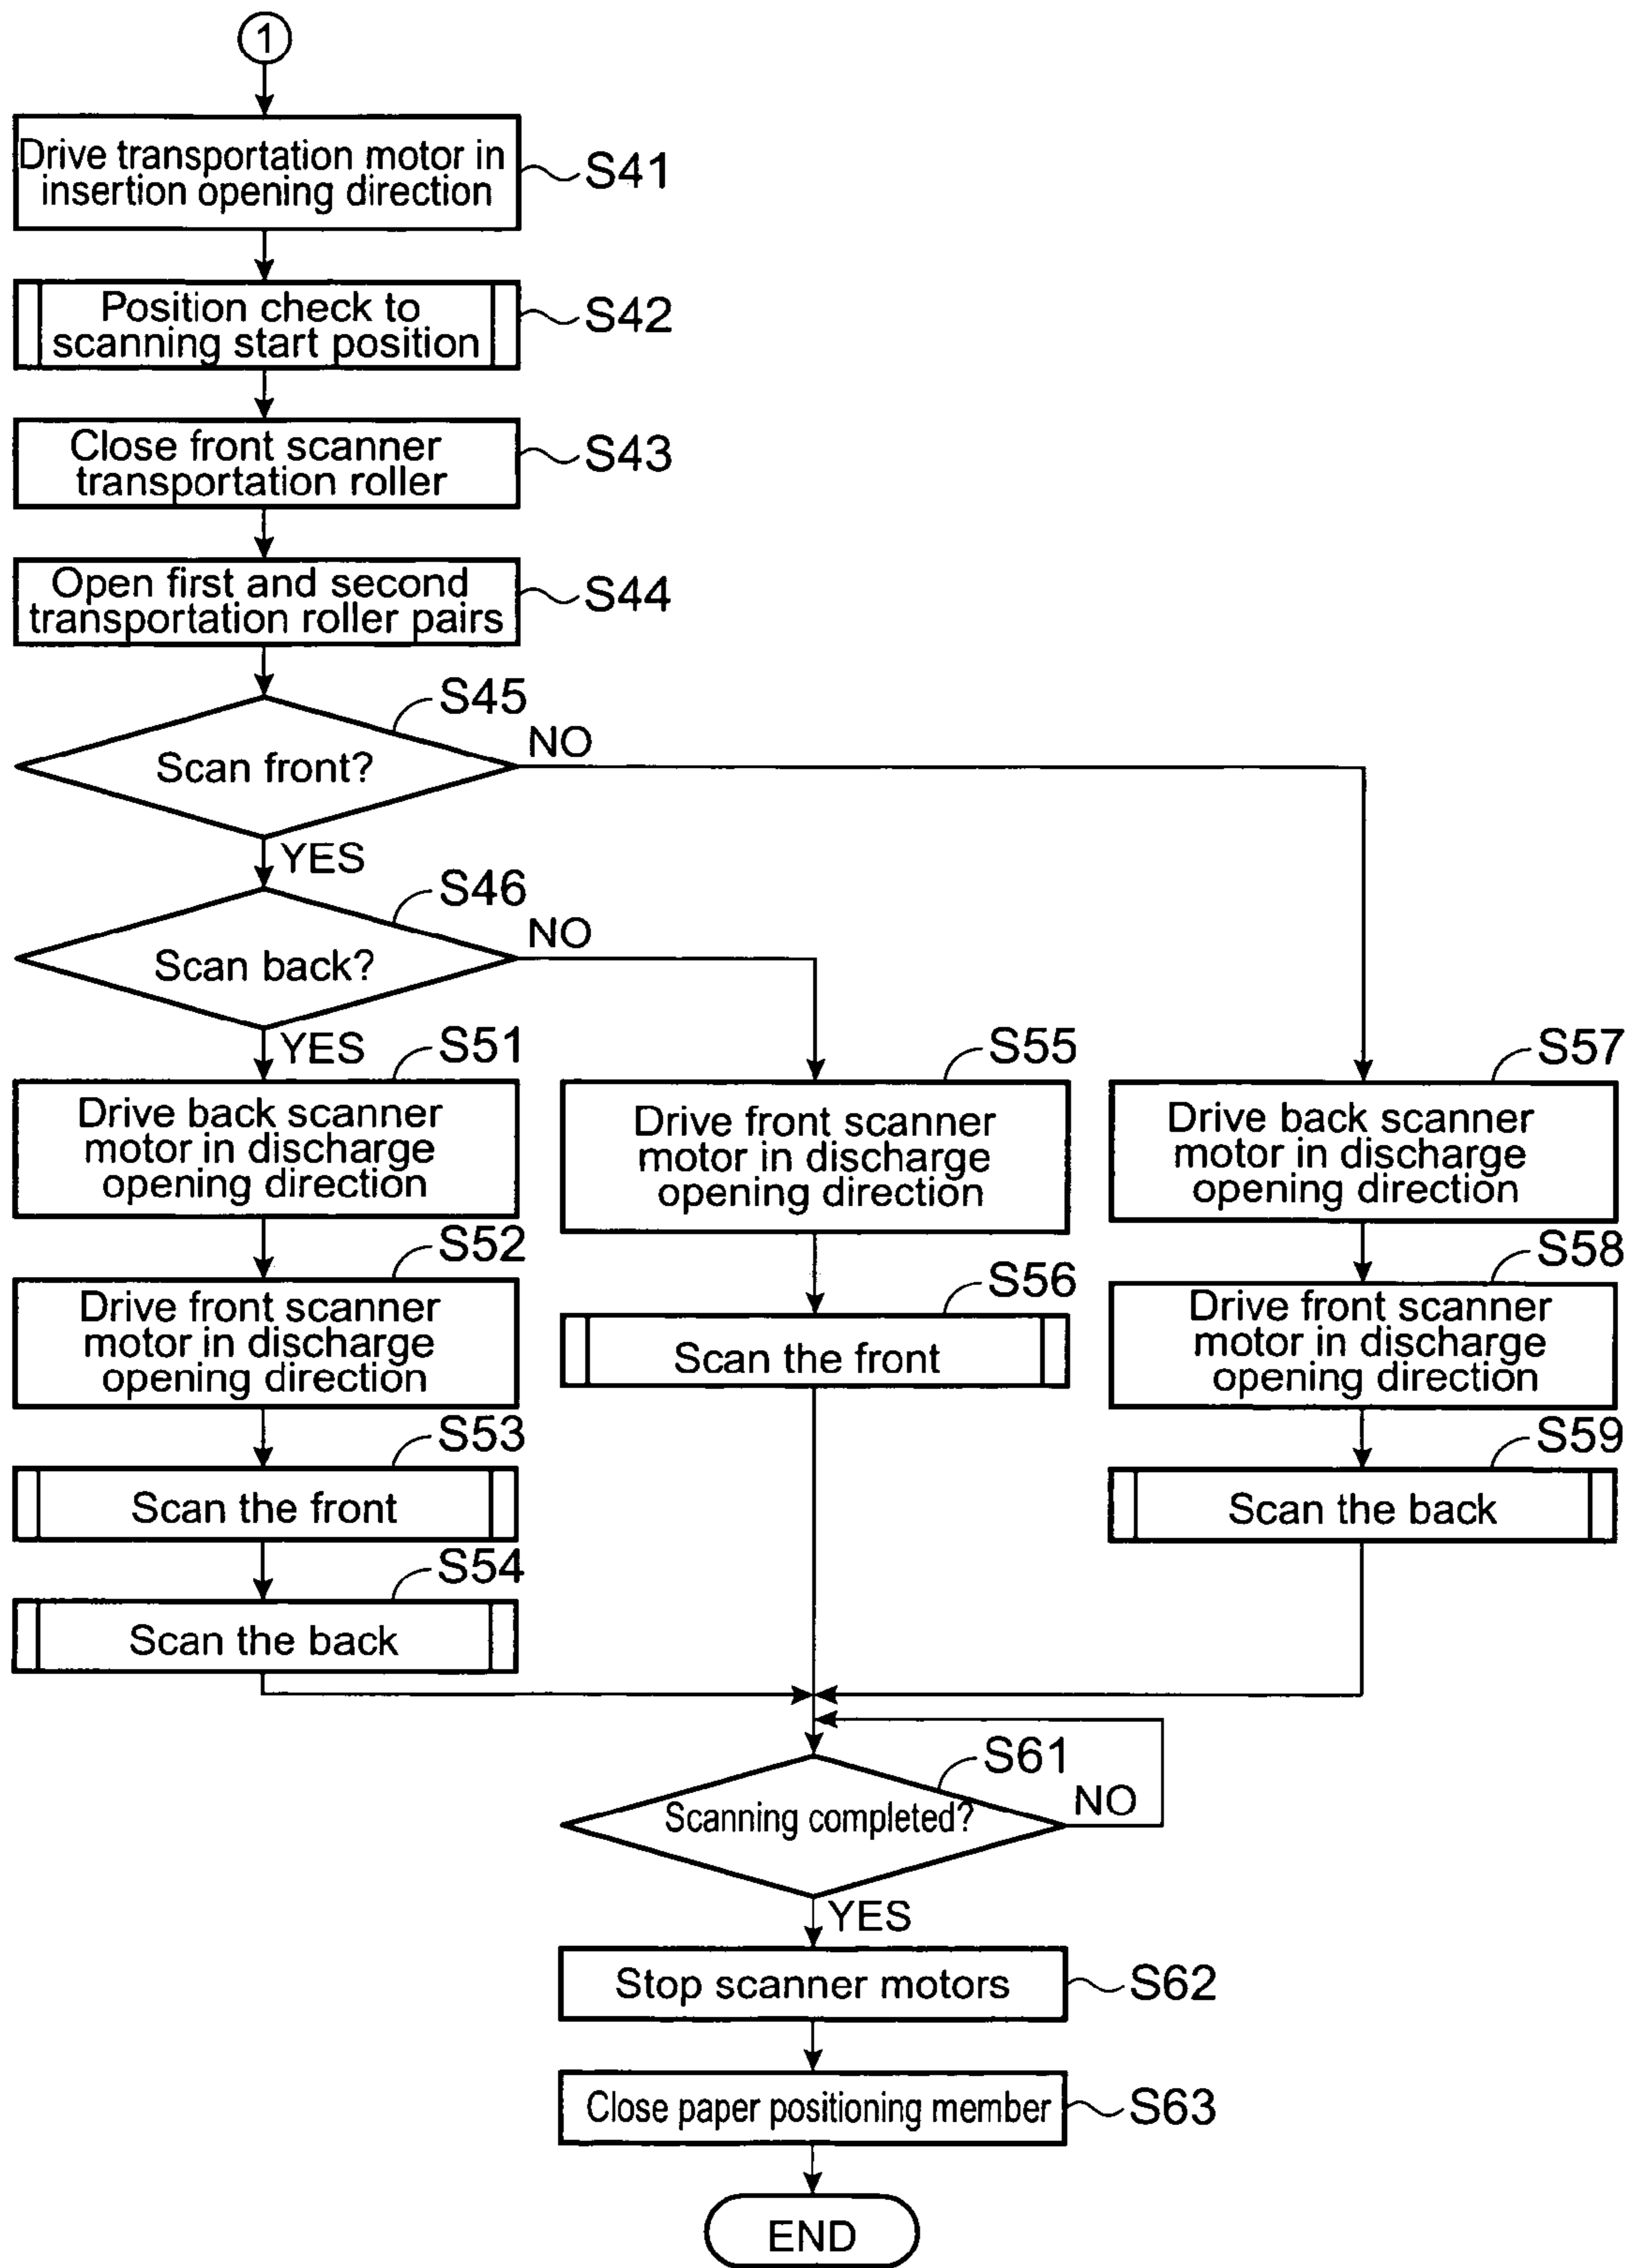 1
Drive transportation motor in
insertion opening direction
S41
Position check to
scanning start position
S42
Close front scanner
transportation roller
S43
Open first and second
transportation roller pairs
S44
S45
Scan front?
NO
YES
S46
Scan back?
NO
YES
S51
Drive back scanner
motor in discharge
opening direction
S52
Drive front scanner
motor in discharge
opening direction
S53
Scan the front
S54
Scan the back
S55
Drive front scanner
motor in discharge
opening direction
S56
Scan the front
S57
Drive back scanner
motor in discharge
opening direction
S58
Drive front scanner
motor in discharge
opening direction
S59
Scan the back
S61
Scanning completed?
NO
YES
Stop scanner motors
S62
Close paper positioning member
S63
END